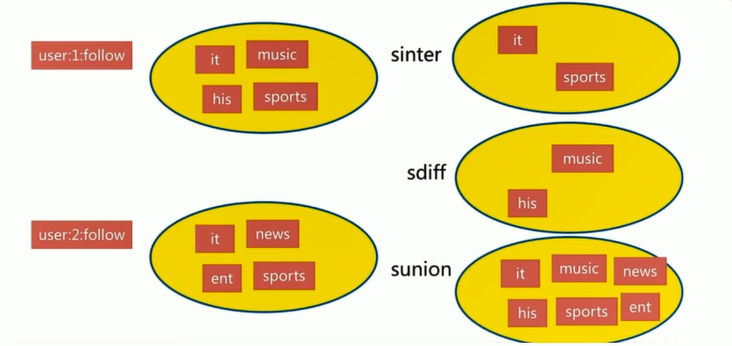 user:1:follow
it music
his sports
sinter
it
sports
sdiff
music
his
user:2:follow
it news
ent sports
sunion
it music news
his sports ent